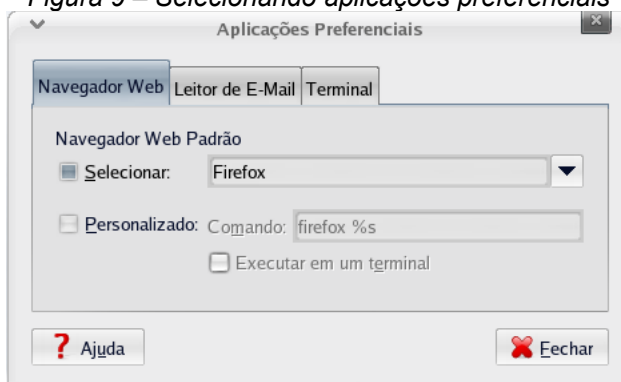 Figura 9 – Selecionando aplicações preferenciais
Aplicações Preferenciais
Navegador Web Leitor de E-Mail Terminal
Navegador Web Padrão
Selecionar: Firefox
Personalizado: Comando: firefox %s
Executar em um terminal
Ajuda Fechar